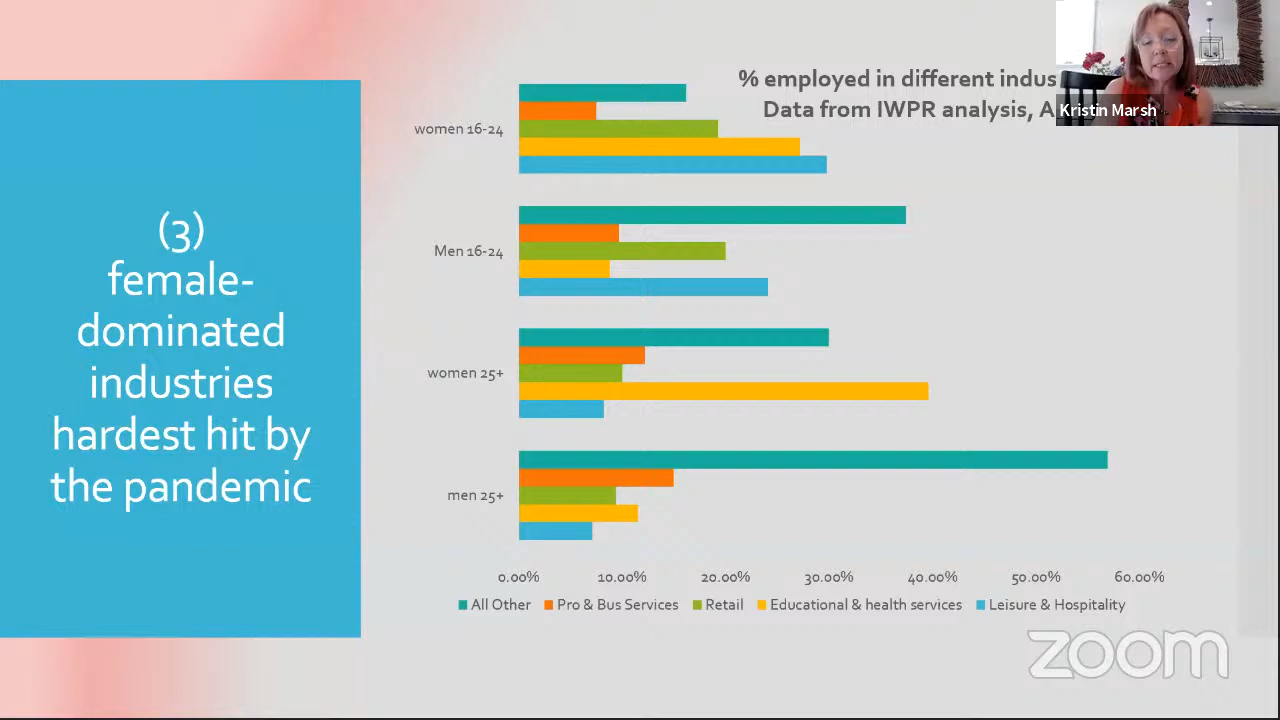 (3)
female-
dominated
industries
hardest hit by
the pandemic
% employed in different
Data from IWPR analysis,
Kristin Marsh
women 16-24
Men 16-24
women 25+
men 25+
0.00% 10.00% 20.00% 30.00% 40.00% 50.00% 60.00%
All Other Pro & Bus Services Retail Educational & health services Leisure & Hospitality
zoom